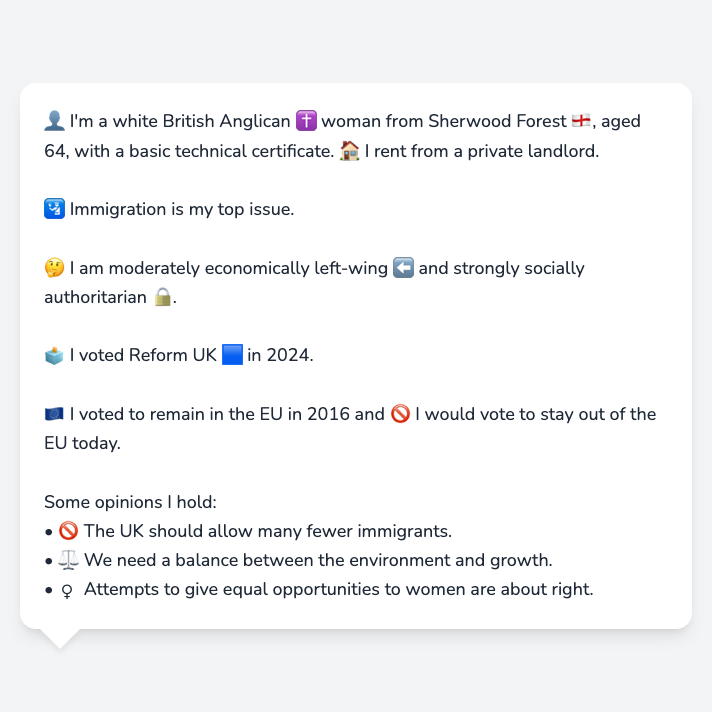 👤 I'm a white British Anglican ✝️ woman from Sherwood Forest 🏴󠁧󠁢󠁥󠁮󠁧󠁿, aged
64, with a basic technical certificate. 🏠 I rent from a private landlord.
🛂 Immigration is my top issue.
🤔 I am moderately economically left-wing ⬅️ and strongly socially
authoritarian 🔒.
🗳️ I voted Reform UK 🟦 in 2024.
🇪🇺 I voted to remain in the EU in 2016 and 🚫 I would vote to stay out of the
EU today.
Some opinions I hold:
• 🚫 The UK should allow many fewer immigrants.
• ⚖️ We need a balance between the environment and growth.
• ♀ Attempts to give equal opportunities to women are about right.